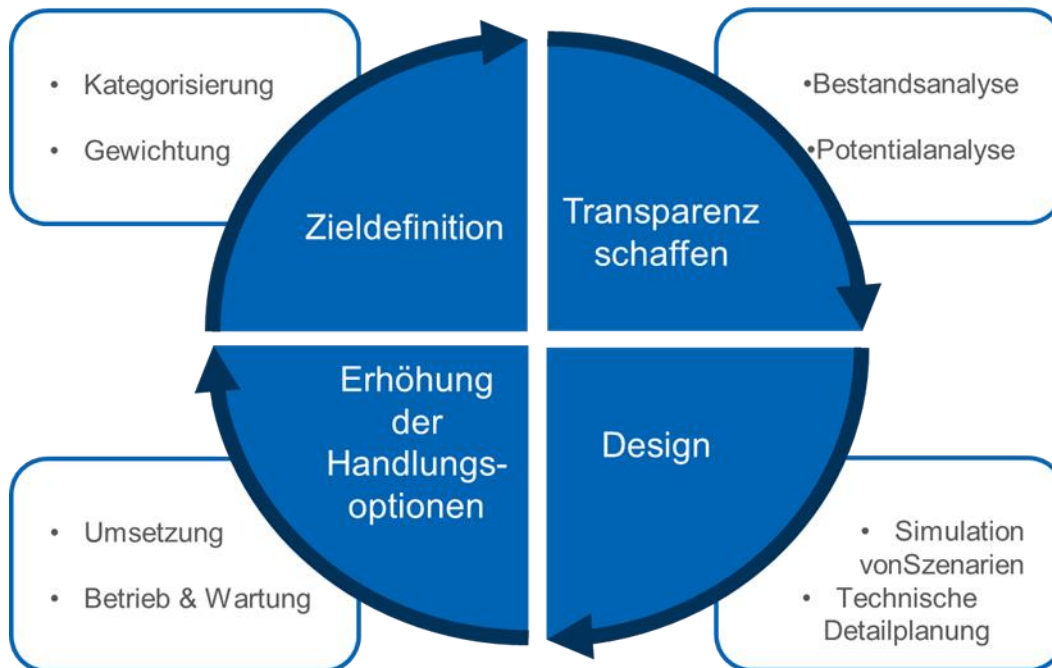 • Kategorisierung
• Gewichtung
•Bestandsanalyse
•Potentialanalyse
Zieldefinition
Transparenz
schaffen
Erhöhung
der
Handlungs-
optionen
Design
• Umsetzung
• Betrieb & Wartung
• Simulation
vonSzenarien
• Technische
Detailplanung